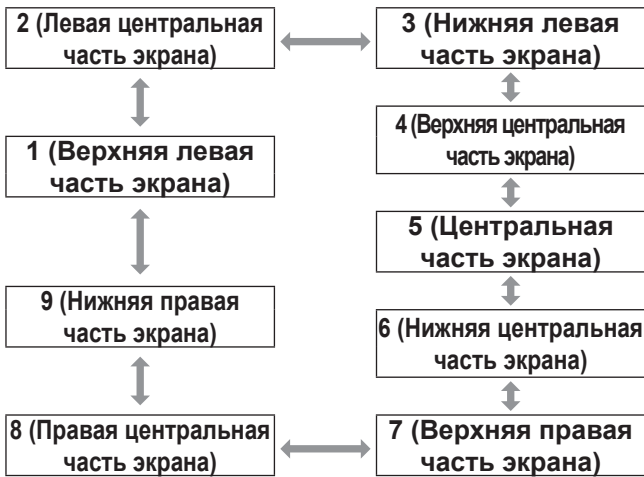 2 (Левая центральная
часть экрана)
3 (Нижняя левая
часть экрана)
4 (Верхняя центральная
часть экрана)
1 (Верхняя левая
часть экрана)
5 (Центральная
часть экрана)
9 (Нижняя правая
часть экрана)
6 (Нижняя центральная
часть экрана)
8 (Правая центральная
часть экрана)
7 (Верхняя правая
часть экрана)